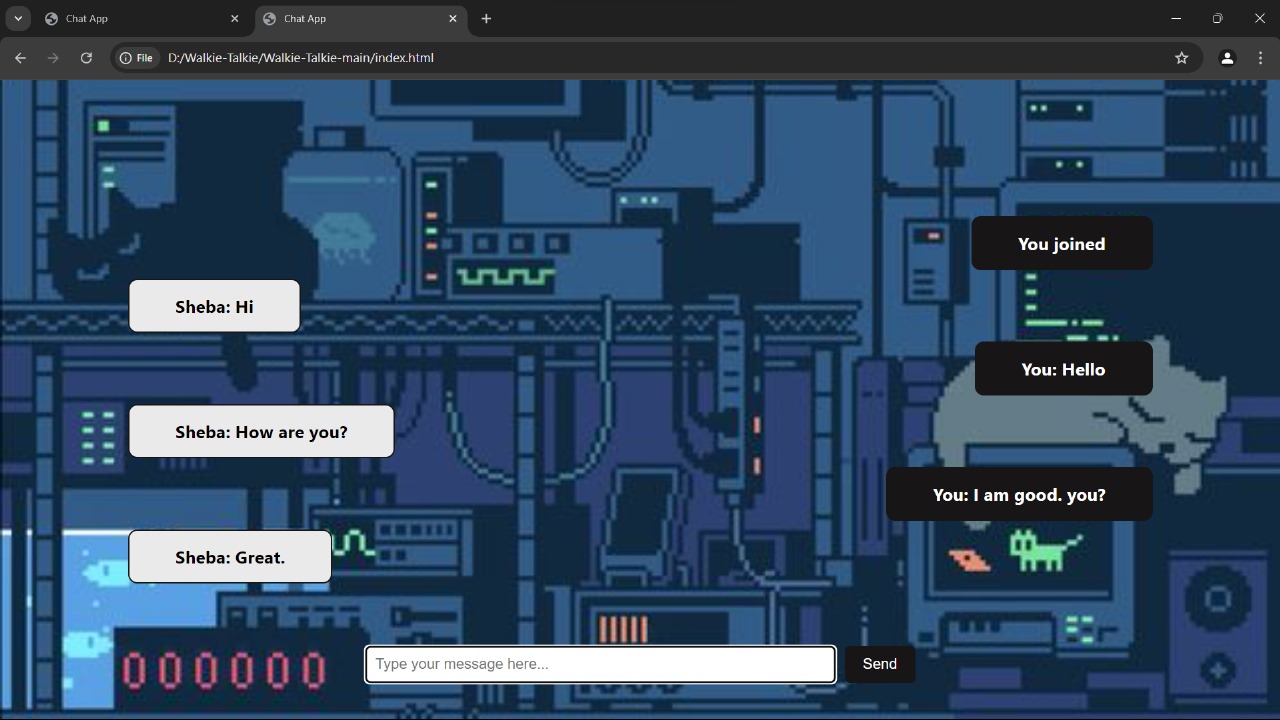 Chat App
Chat App
File
D:/Walkie-Talkie/Walkie-Talkie-main/index.html
You joined
Sheba: Hi
You: Hello
Sheba: How are you?
You: I am good. you?
Sheba: Great.
000000
Type your message here...
Send